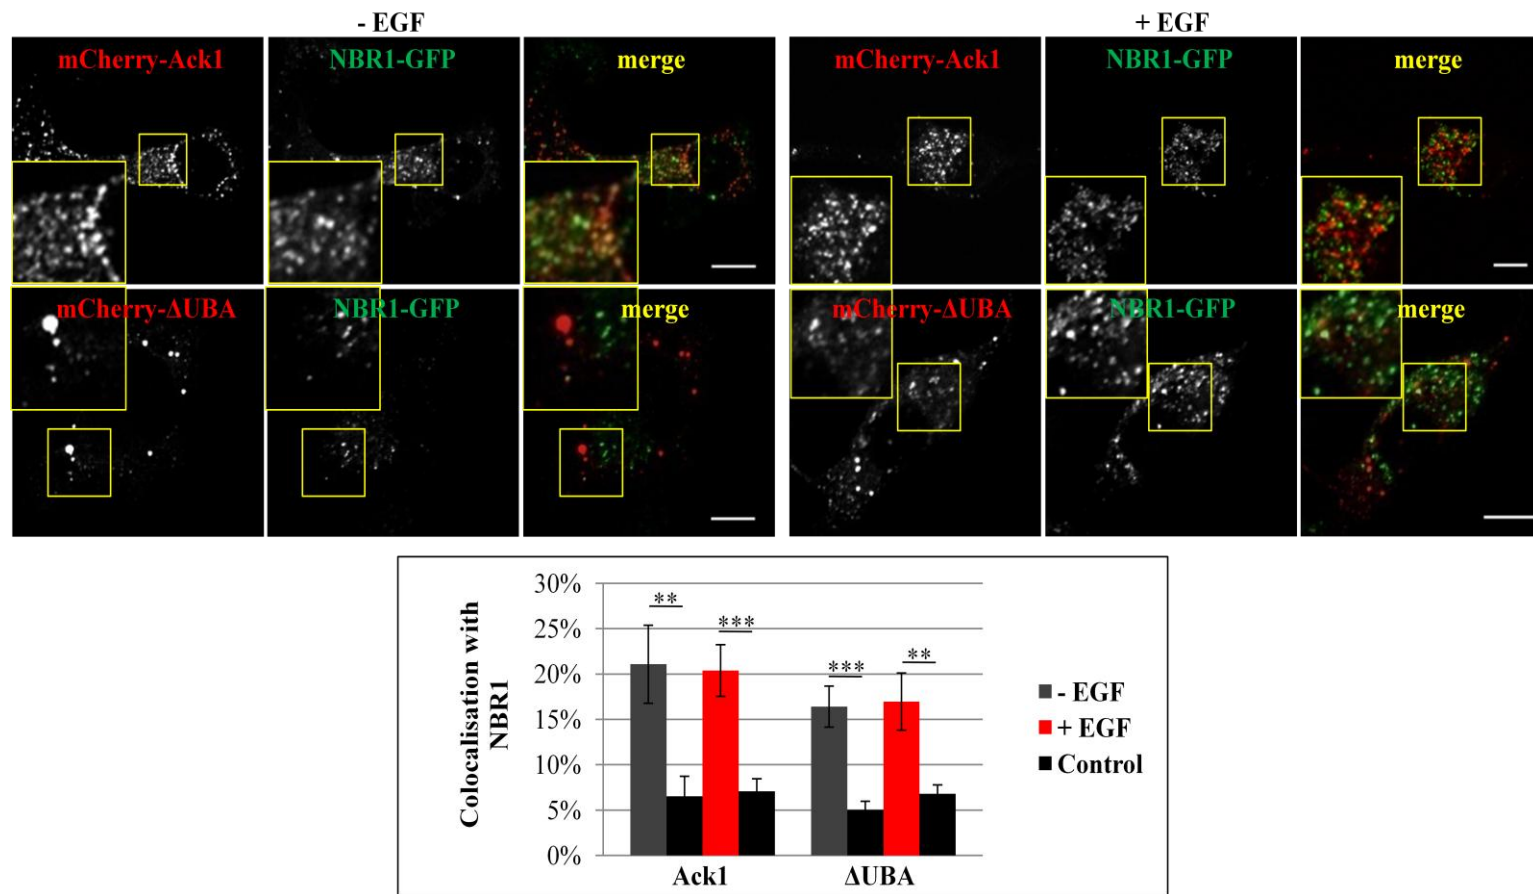 - EGF
+ EGF
mCherry-Ack1
NBR1-GFP
merge
mCherry-Ack1
NBR1-GFP
merge
mCherry-ΔUBA
NBR1-GFP
merge
mCherry-ΔUBA
NBR1-GFP
merge
Colocalisation with
NBR1
30%
25%
20%
15%
10%
5%
0%
**
***
***
**
Ack1
ΔUBA
- EGF
+ EGF
Control